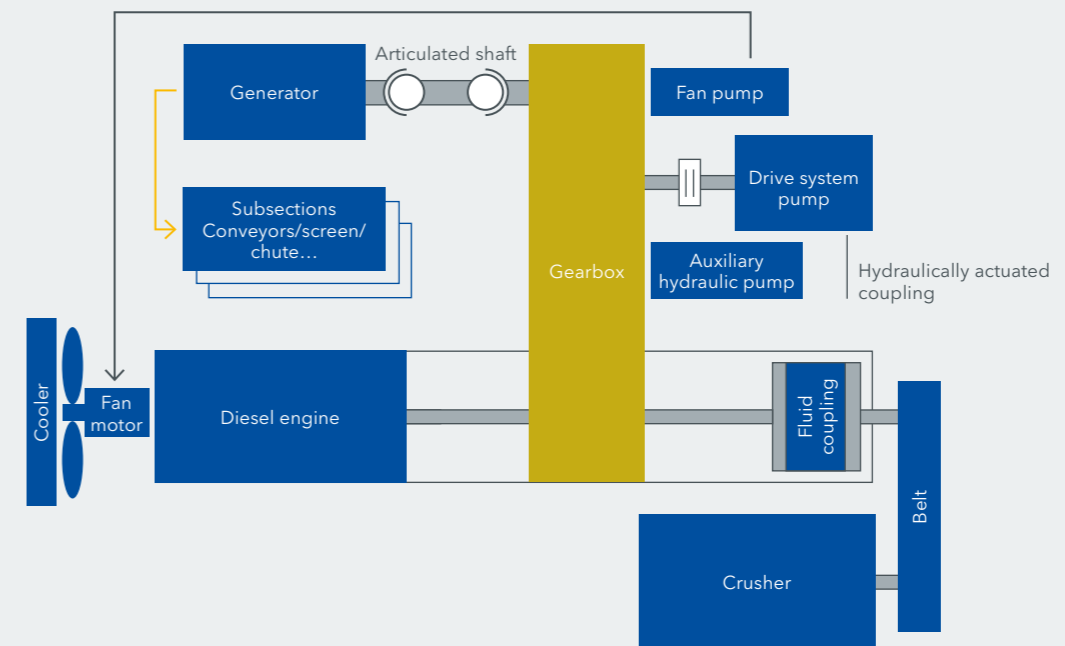 Articulated shaft
Generator
Fan pump
Drive system
pump
Subsections
Conveyors/screen/
chute...
Gearbox
Auxiliary
hydraulic pump
Hydraulically actuated
coupling
Cooler
Fan
motor
Diesel engine
Fluid
coupling
Belt
Crusher